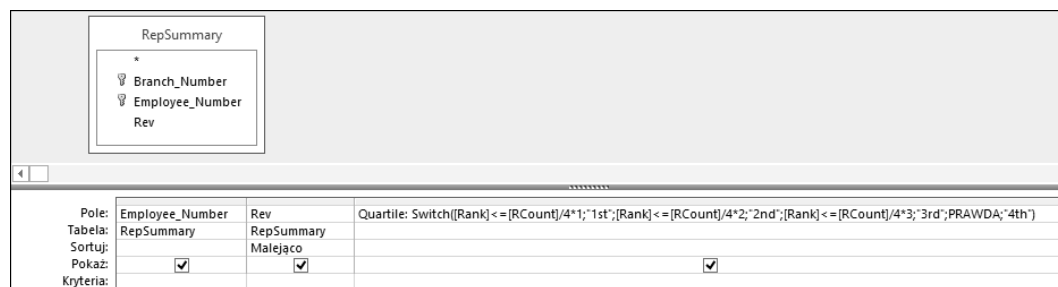 RepSummary
*
Branch_Number
Employee_Number
Rev
Pole: Employee_Number Rev Quartile: Switch([Rank]<=[RCount]/4*1;"1st";[Rank]<=[RCount]/4*2;"2nd";[Rank]<=[RCount]/4*3;"3rd";PRAWDA;"4th")
Tabela: RepSummary RepSummary
Sortuj: Malejąco
Pokaż:
Kryteria: